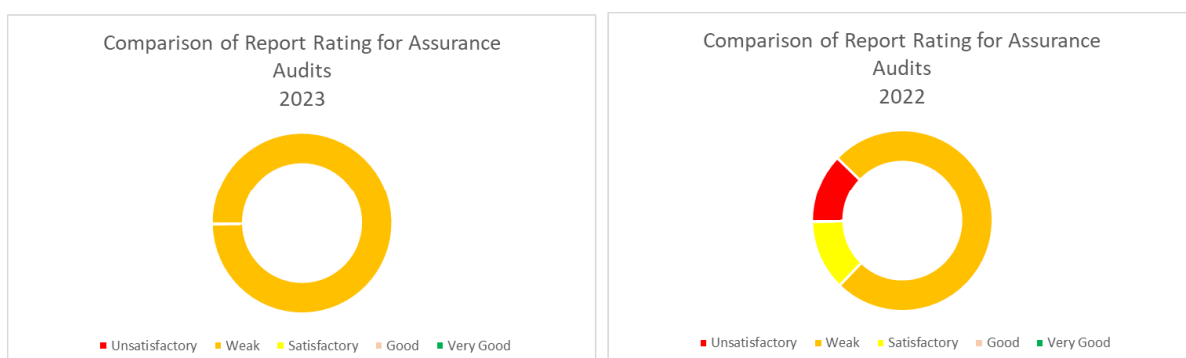 Comparison of Report Rating for Assurance
Audits
2023
Unsatisfactory Weak Satisfactory Good Very Good
Comparison of Report Rating for Assurance
Audits
2022
Unsatisfactory Weak Satisfactory Good Very Good